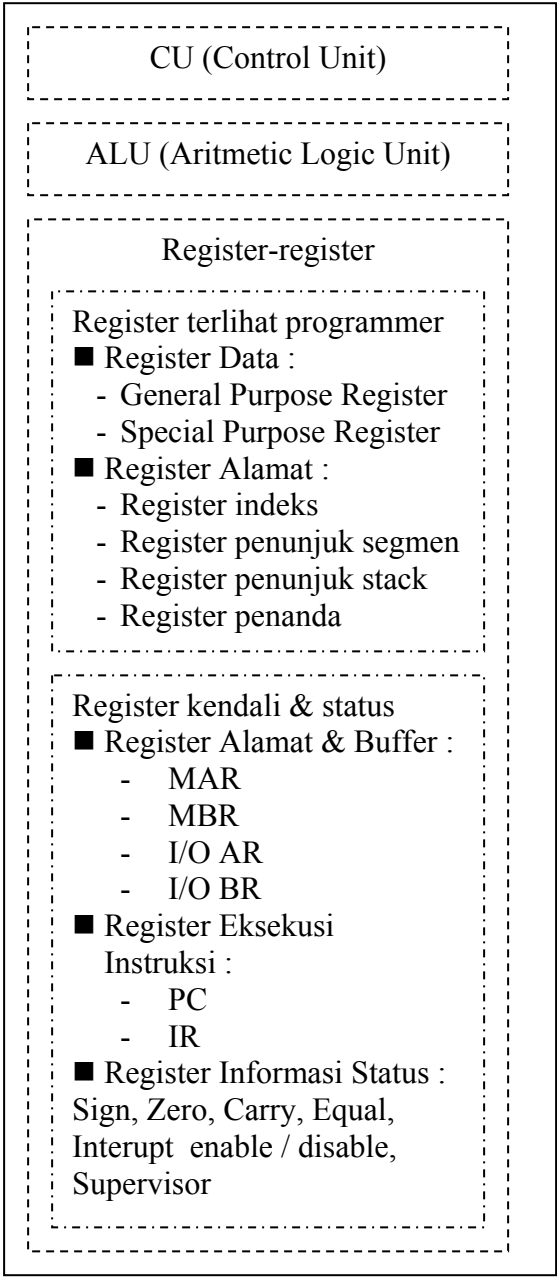 CU (Control Unit)
ALU (Aritmetic Logic Unit)
Register-register
Register terlihat programmer
■ Register Data :
- General Purpose Register
- Special Purpose Register
■ Register Alamat :
- Register indeks
- Register penunjuk segmen
- Register penunjuk stack
- Register penanda
Register kendali & status
■ Register Alamat & Buffer :
- MAR
- MBR
- I/O AR
- I/O BR
■ Register Eksekusi
Instruksi :
- PC
- IR
■ Register Informasi Status :
Sign, Zero, Carry, Equal,
Interupt enable / disable,
Supervisor